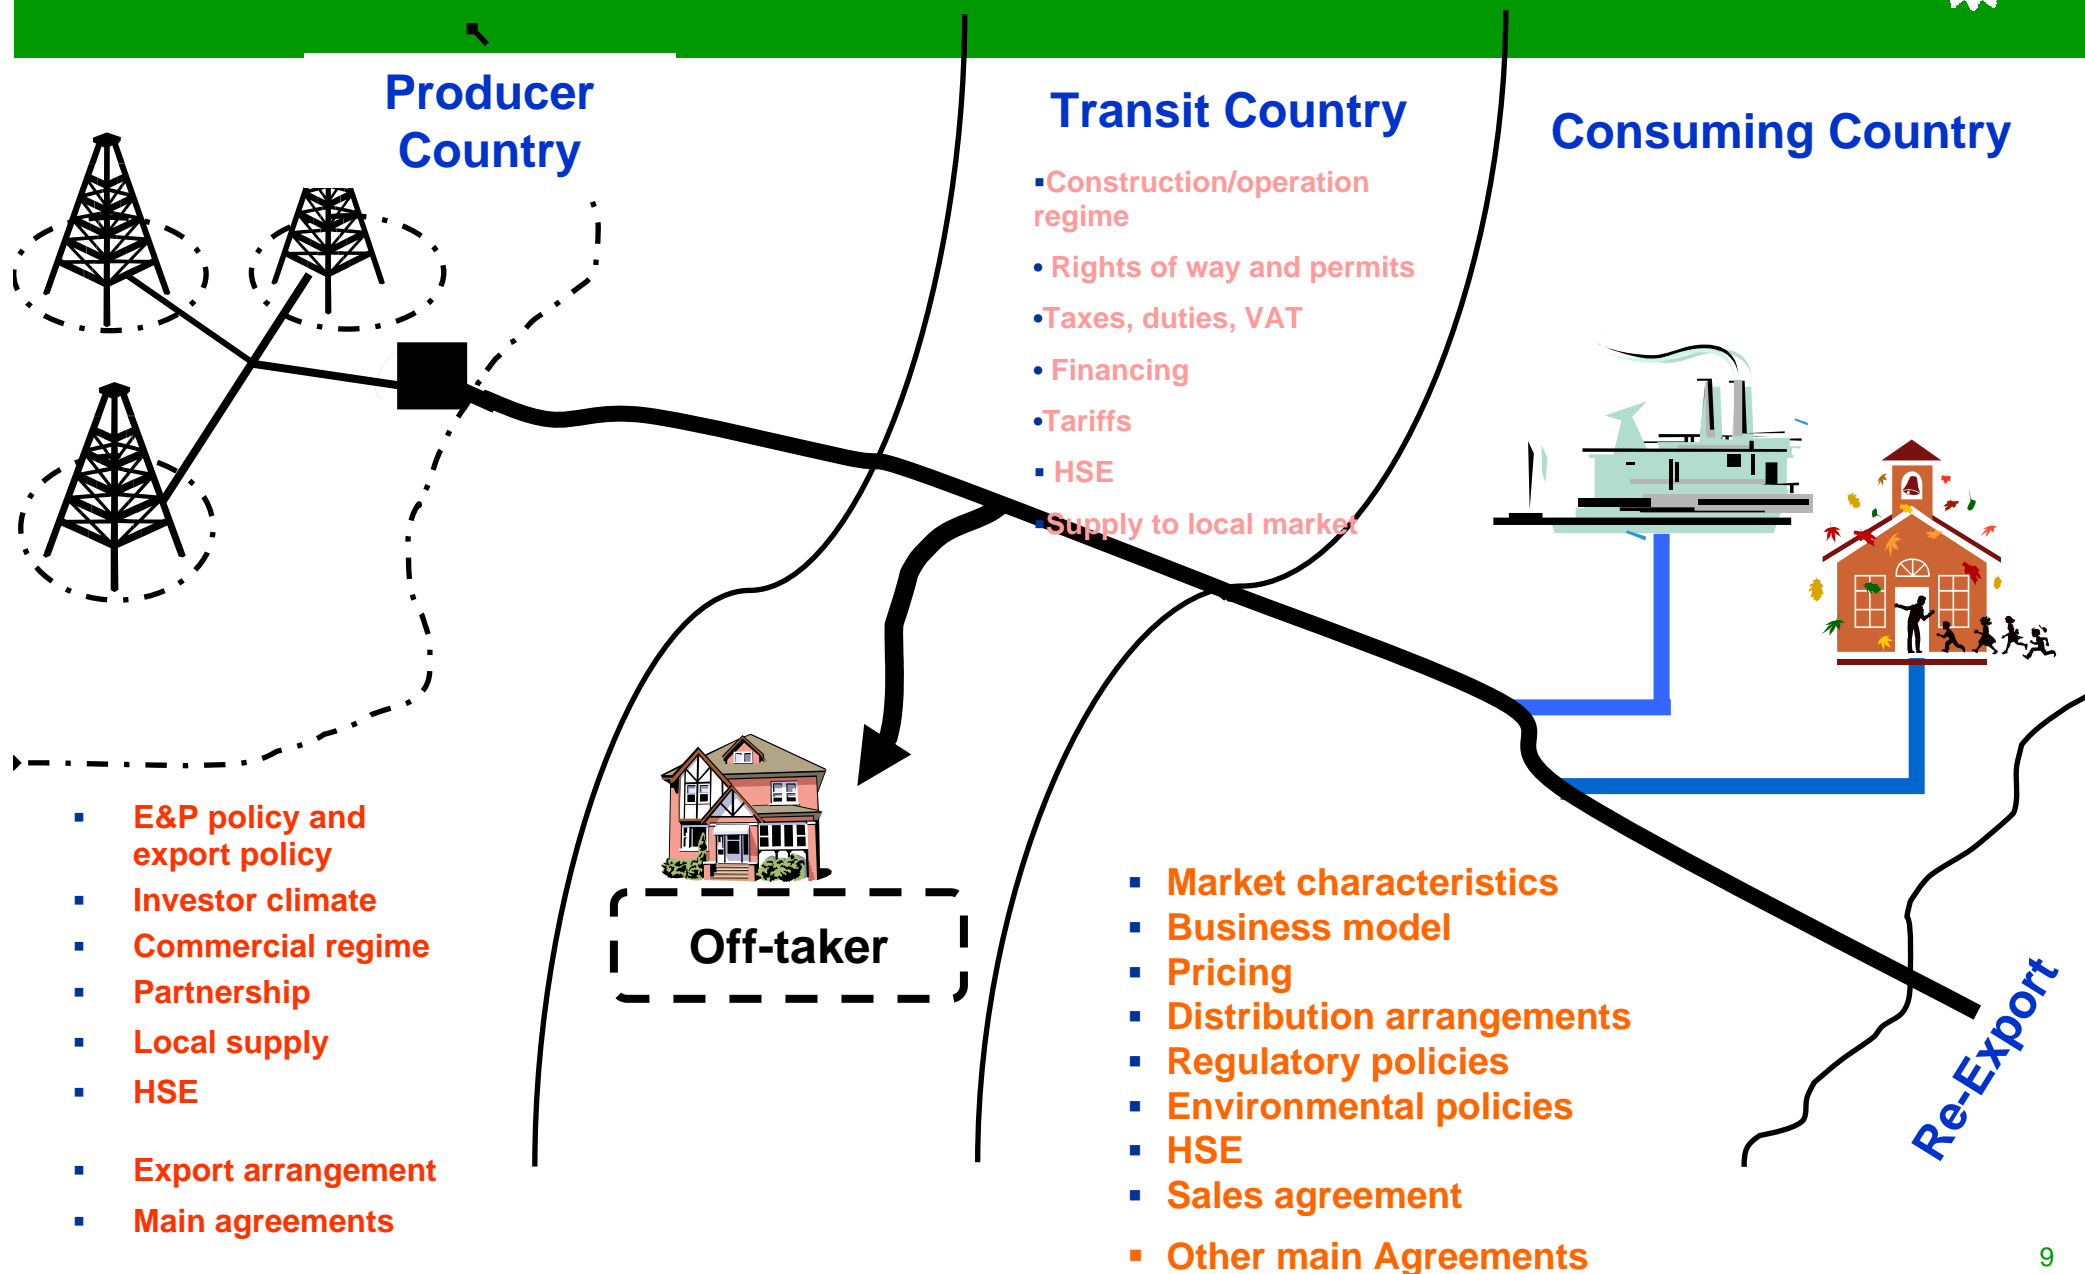 Producer
Country
Transit Country
Consuming Country
▪Construction/operation
regime
• Rights of way and permits
•Taxes, duties, VAT
• Financing
•Tariffs
▪ HSE
▪Supply to local market
▪ E&P policy and
export policy
▪ Investor climate
▪ Commercial regime
▪ Partnership
▪ Local supply
▪ HSE
▪ Export arrangement
▪ Main agreements
Off-taker
▪ Market characteristics
▪ Business model
▪ Pricing
▪ Distribution arrangements
▪ Regulatory policies
▪ Environmental policies
▪ HSE
▪ Sales agreement
▪ Other main Agreements
Re-Export
9